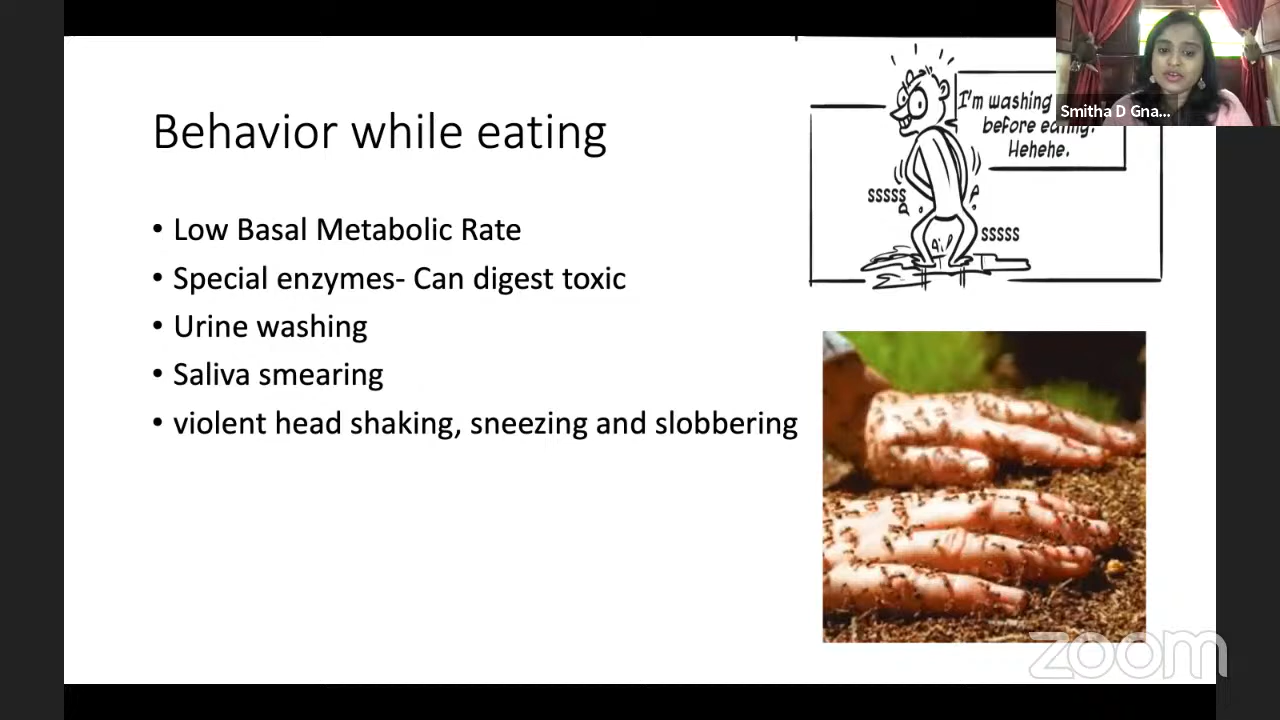 Behavior while eating
• Low Basal Metabolic Rate
• Special enzymes- Can digest toxic
• Urine washing
• Saliva smearing
• violent head shaking, sneezing and slobbering
I'm washing
before eating.
Hehehe.
SSSSS
SSSSS
Smitha D Gna...
zoom